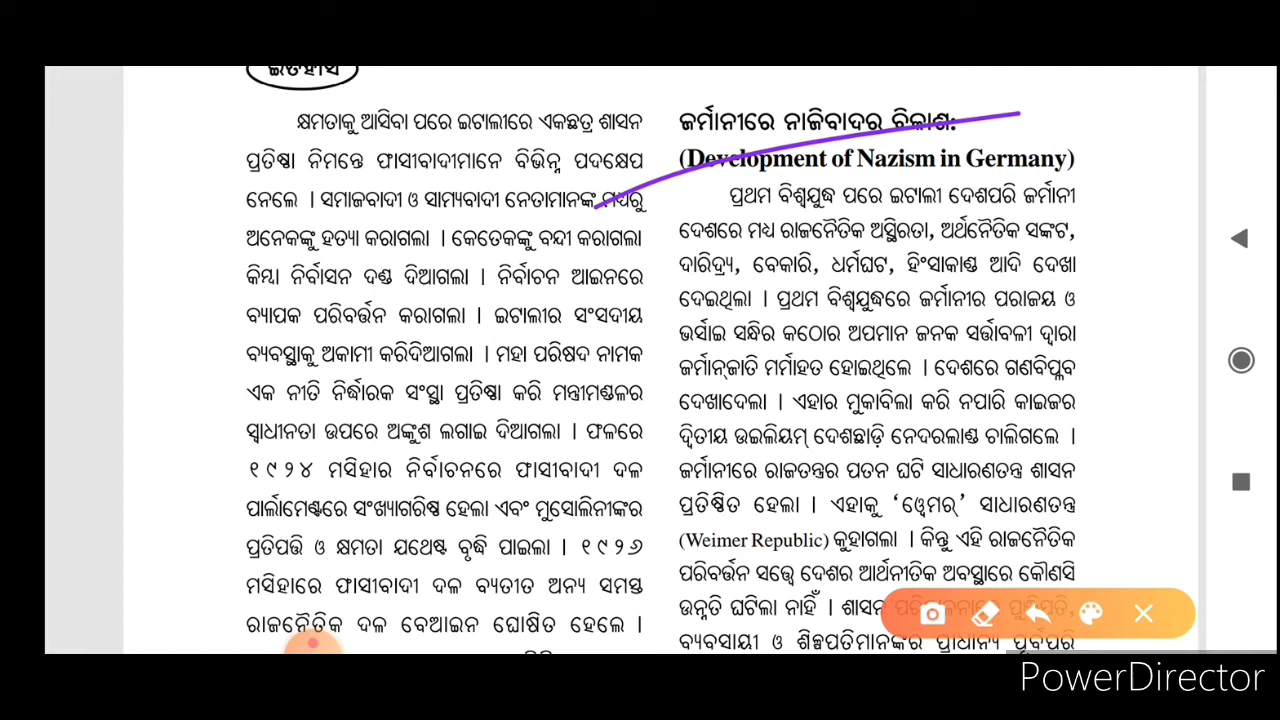 ଇତିହାସ
କ୍ଷମତାକୁ ଆସିବା ପରେ ଇଟାଲୀରେ ଏକଛତ୍ର ଶାସନ
ପ୍ରତିଷ୍ଠା ନିମନ୍ତେ ଫାସୀବାଦୀମାନେ ବିଭିନ୍ନ ପଦକ୍ଷେପ
ନେଲେ । ସମାଜବାଦୀ ଓ ସାମ୍ୟବାଦୀ ନେତାମାନଙ୍କ ମଧ୍ୟରୁ
ଅନେକଙ୍କୁ ହତ୍ୟା କରାଗଲା । କେତେକଙ୍କୁ ବନ୍ଦୀ କରାଗଲା
କିମ୍ବା ନିର୍ବାସନ ଦଣ୍ଡ ଦିଆଗଲା । ନିର୍ବାଚନ ଆଇନରେ
ବ୍ୟାପକ ପରିବର୍ତ୍ତନ କରାଗଲା । ଇଟାଲୀର ସଂସଦୀୟ
ବ୍ୟବସ୍ଥାକୁ ଅକାମୀ କରିଦିଆଗଲା । ମହା ପରିଷଦ ନାମକ
ଏକ ନୀତି ନିର୍ଦ୍ଧାରକ ସଂସ୍ଥା ପ୍ରତିଷ୍ଠା କରି ମନ୍ତ୍ରୀମଣ୍ଡଳର
ସ୍ୱାଧୀନତା ଉପରେ ଅଙ୍କୁଶ ଲଗାଇ ଦିଆଗଲା । ଫଳରେ
୧୯୨୪ ମସିହାର ନିର୍ବାଚନରେ ଫାସୀବାଦୀ ଦଳ
ପାର୍ଲାମେଣ୍ଟରେ ସଂଖ୍ୟାଗରିଷ୍ଠ ହେଲା ଏବଂ ମୁସୋଲିନୀଙ୍କର
ପ୍ରତିପତ୍ତି ଓ କ୍ଷମତା ଯଥେଷ୍ଟ ବୃଦ୍ଧି ପାଇଲା । ୧୯୨୬
ମସିହାରେ ଫାସୀବାଦୀ ଦଳ ବ୍ୟତୀତ ଅନ୍ୟ ସମସ୍ତ
ରାଜନୈତିକ ଦଳ ବେଆଇନ ଘୋଷିତ ହେଲେ ।
ଜର୍ମାନୀରେ ନାଜିବାଦର ବିକାଶ:
(Development of Nazism in Germany)
ପ୍ରଥମ ବିଶ୍ୱଯୁଦ୍ଧ ପରେ ଇଟାଲୀ ଦେଶପରି ଜର୍ମାନୀ
ଦେଶରେ ମଧ୍ୟ ରାଜନୈତିକ ଅସ୍ଥିରତା, ଅର୍ଥନୈତିକ ସଙ୍କଟ,
ଦାରିଦ୍ର୍ୟ, ବେକାରି, ଧର୍ମଘଟ, ହିଂସାକାଣ୍ଡ ଆଦି ଦେଖା
ଦେଇଥିଲା । ପ୍ରଥମ ବିଶ୍ୱଯୁଦ୍ଧରେ ଜର୍ମାନୀର ପରାଜୟ ଓ
ଭର୍ସାଇ ସନ୍ଧିର କଠୋର ଅପମାନ ଜନକ ସର୍ତ୍ତାବଳୀ ଦ୍ୱାରା
ଜର୍ମାନ୍‌ଜାତି ମର୍ମାହତ ହୋଇଥିଲେ । ଦେଶରେ ଗଣବିପ୍ଳବ
ଦେଖାଦେଲା । ଏହାର ମୁକାବିଲା କରି ନପାରି କାଇଜର
ଦ୍ୱିତୀୟ ଉଇଲିୟମ୍ ଦେଶଛାଡ଼ି ନେଦରଲାଣ୍ଡ ଚାଲିଗଲେ ।
ଜର୍ମାନୀରେ ରାଜତନ୍ତ୍ରର ପତନ ଘଟି ସାଧାରଣତନ୍ତ୍ର ଶାସନ
ପ୍ରତିଷ୍ଠିତ ହେଲା । ଏହାକୁ ‘ୱେମର୍’ ସାଧାରଣତନ୍ତ୍ର
(Weimer Republic) କୁହାଗଲା । କିନ୍ତୁ ଏହି ରାଜନୈତିକ
ପରିବର୍ତ୍ତନ ସତ୍ତ୍ୱେ ଦେଶର ଆର୍ଥନୀତିକ ଅବସ୍ଥାରେ କୌଣସି
ଉନ୍ନତି ଘଟିଲା ନାହିଁ । ଶାସନ
ବ୍ୟବସାୟୀ ଓ ଶିଳ୍ପପତିମାନଙ୍କର ପ୍ରାଧାନ୍ୟ ପୂର୍ବପରି
PowerDirector